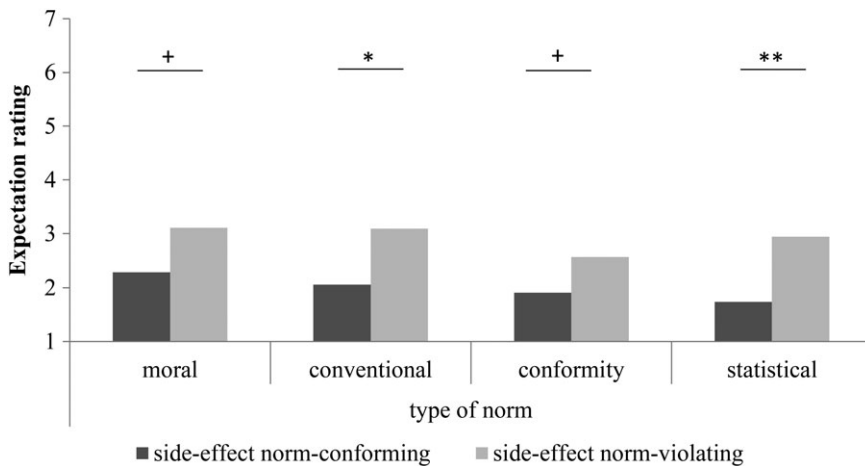 7
+
*
+
**
6
5
Expectation rating
4
3
2
1
moral
conventional
conformity
statistical
type of norm
side-effect norm-conforming
side-effect norm-violating